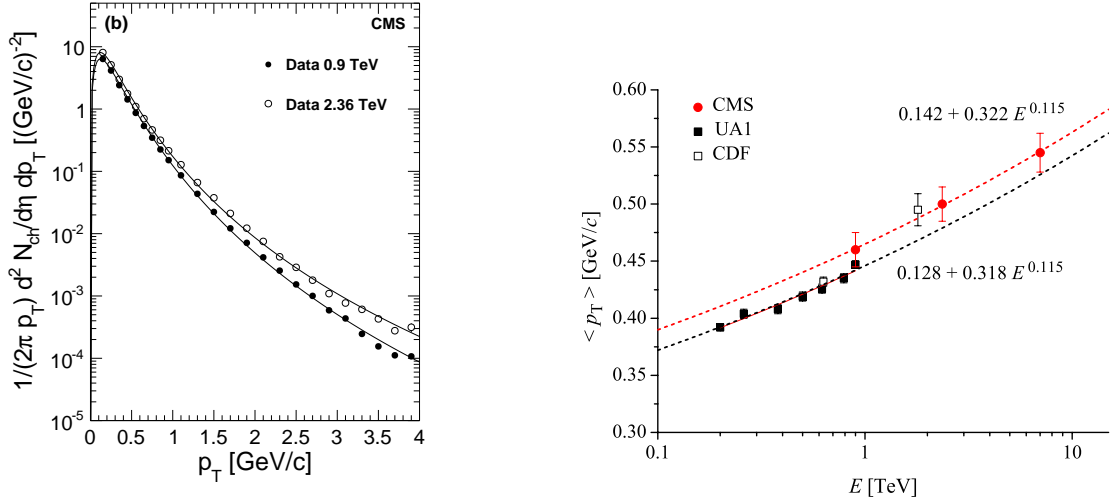 (b)
CMS
Data 0.9 TeV
Data 2.36 TeV
1/(2π p_T) d² N_ch/dη dp_T [(GeV/c)⁻²]
10
1
10⁻¹
10⁻²
10⁻³
10⁻⁴
10⁻⁵
0 0.5 1 1.5 2 2.5 3 3.5 4
p_T [GeV/c]
CMS
UA1
CDF
0.142 + 0.322 E^0.115
0.128 + 0.318 E^0.115
< p_T > [GeV/c]
0.60
0.55
0.50
0.45
0.40
0.35
0.30
0.1 1 10
E [TeV]